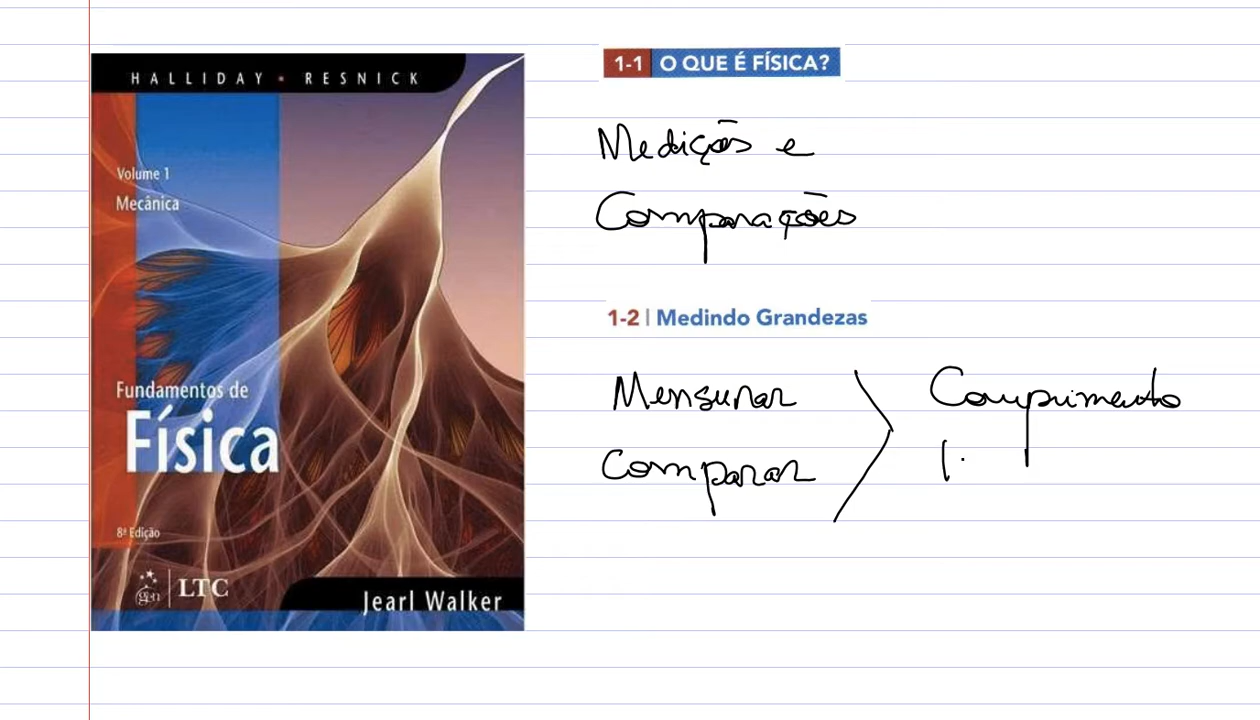 HALLIDAY • RESNICK
Volume 1
Mecânica
Fundamentos de
Física
8ª Edição
gen
LTC
Jearl Walker
1-1 O QUE É FÍSICA?
Medições e
Comparações
1-2 | Medindo Grandezas
Mensurar
Comparar
Comprimento